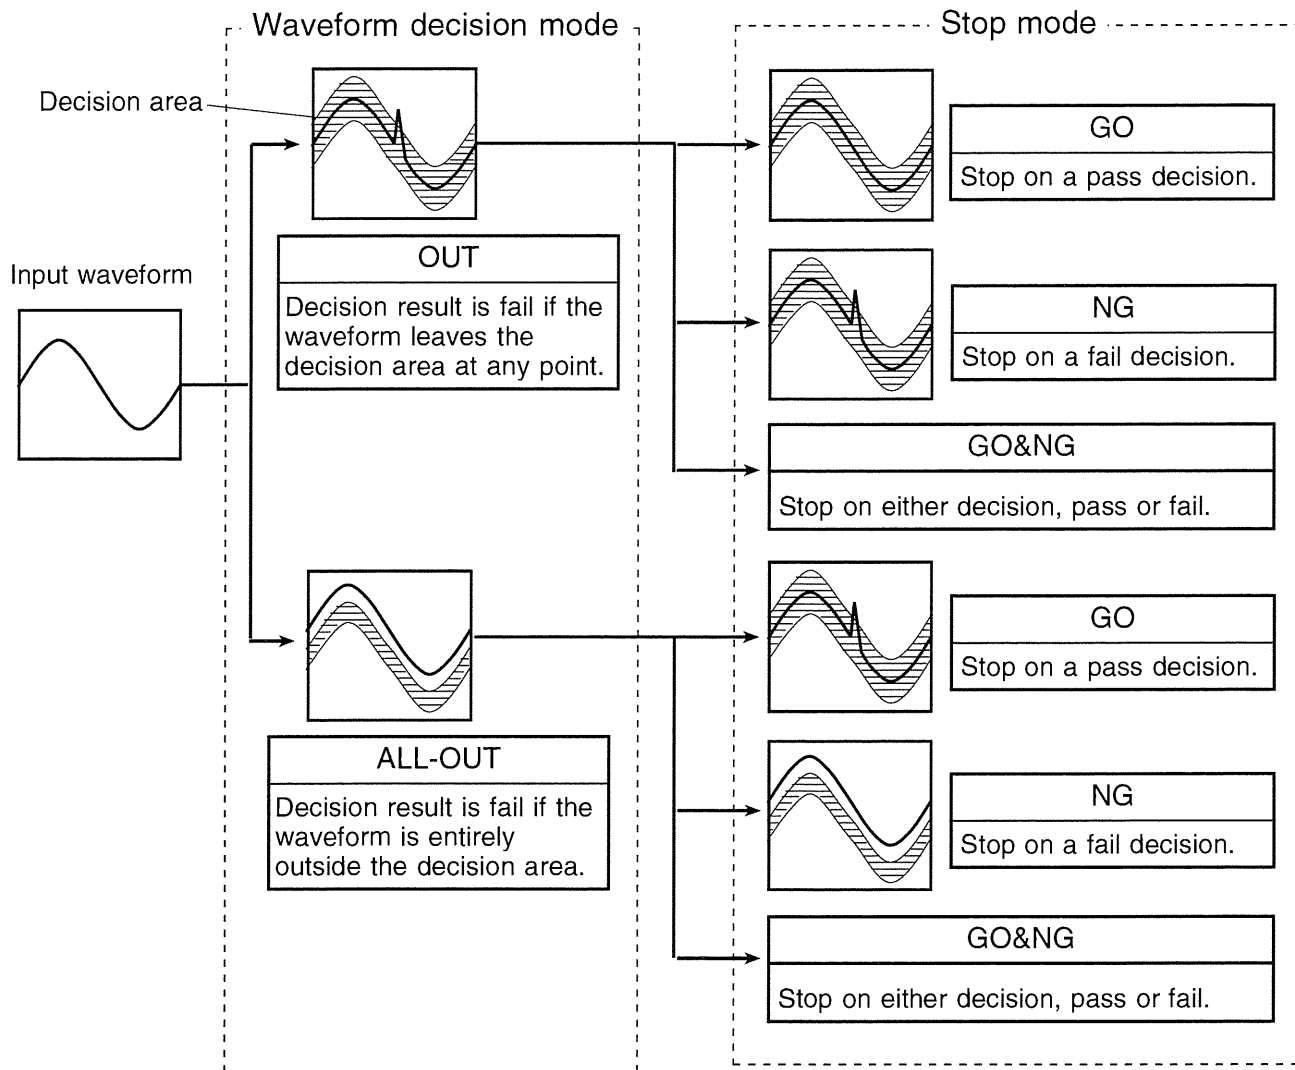 Waveform decision mode
Stop mode
Decision area
Input waveform
OUT
Decision result is fail if the
waveform leaves the
decision area at any point.
ALL-OUT
Decision result is fail if the
waveform is entirely
outside the decision area.
GO
Stop on a pass decision.
NG
Stop on a fail decision.
GO&NG
Stop on either decision, pass or fail.
GO
Stop on a pass decision.
NG
Stop on a fail decision.
GO&NG
Stop on either decision, pass or fail.